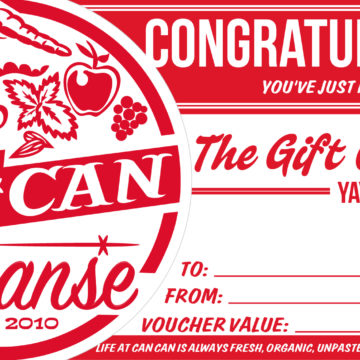 CAN
anse
2010
CONGRATU
YOU'VE JUST
The Gift
YA
TO:
FROM:
VOUCHER VALUE:
LIFE AT CAN CAN IS ALWAYS FRESH, ORGANIC, UNPASTE